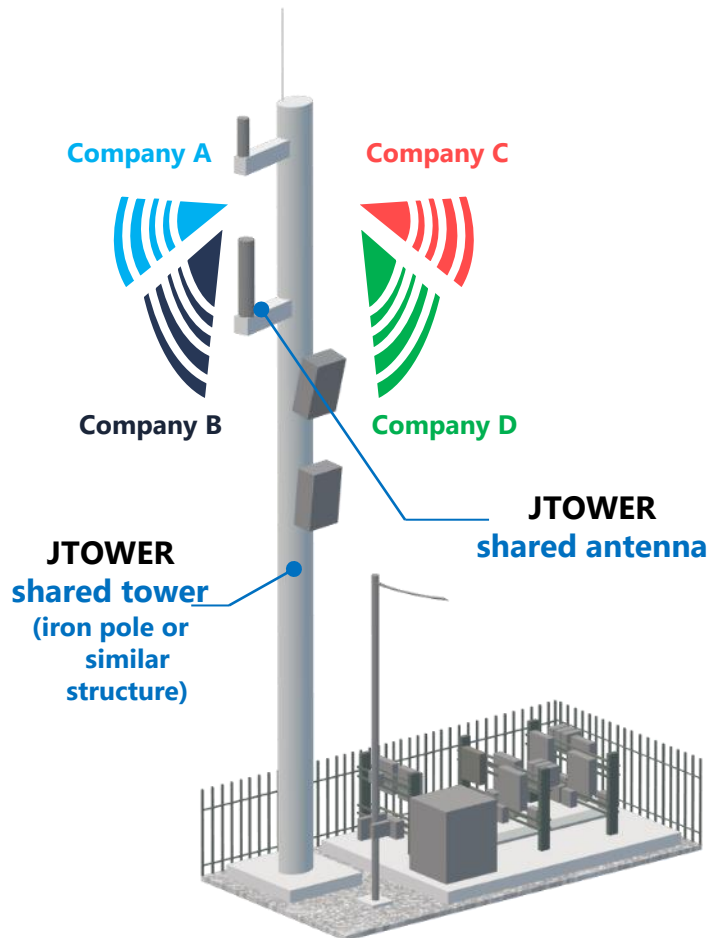 Company A
Company C
Company B
Company D
JTOWER
shared antenna
JTOWER
shared tower
(iron pole or
similar
structure)